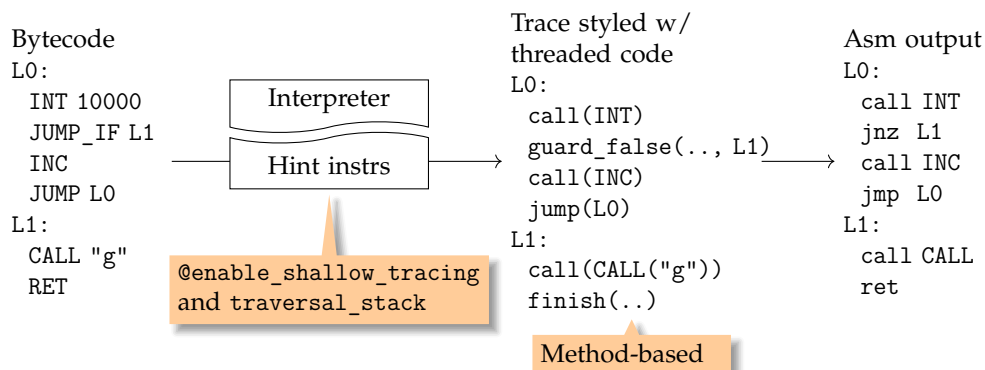 Bytecode
L0:
INT 10000
JUMP_IF L1
INC
JUMP L0
L1:
CALL "g"
RET
Interpreter
Hint instrs
@enable_shallow_tracing
and traversal_stack
Trace styled w/
threaded code
L0:
call(INT)
guard_false(.., L1)
call(INC)
jump(L0)
L1:
call(CALL("g"))
finish(..)
Method-based
Asm output
L0:
call INT
jnz L1
call INC
jmp L0
L1:
call CALL
ret